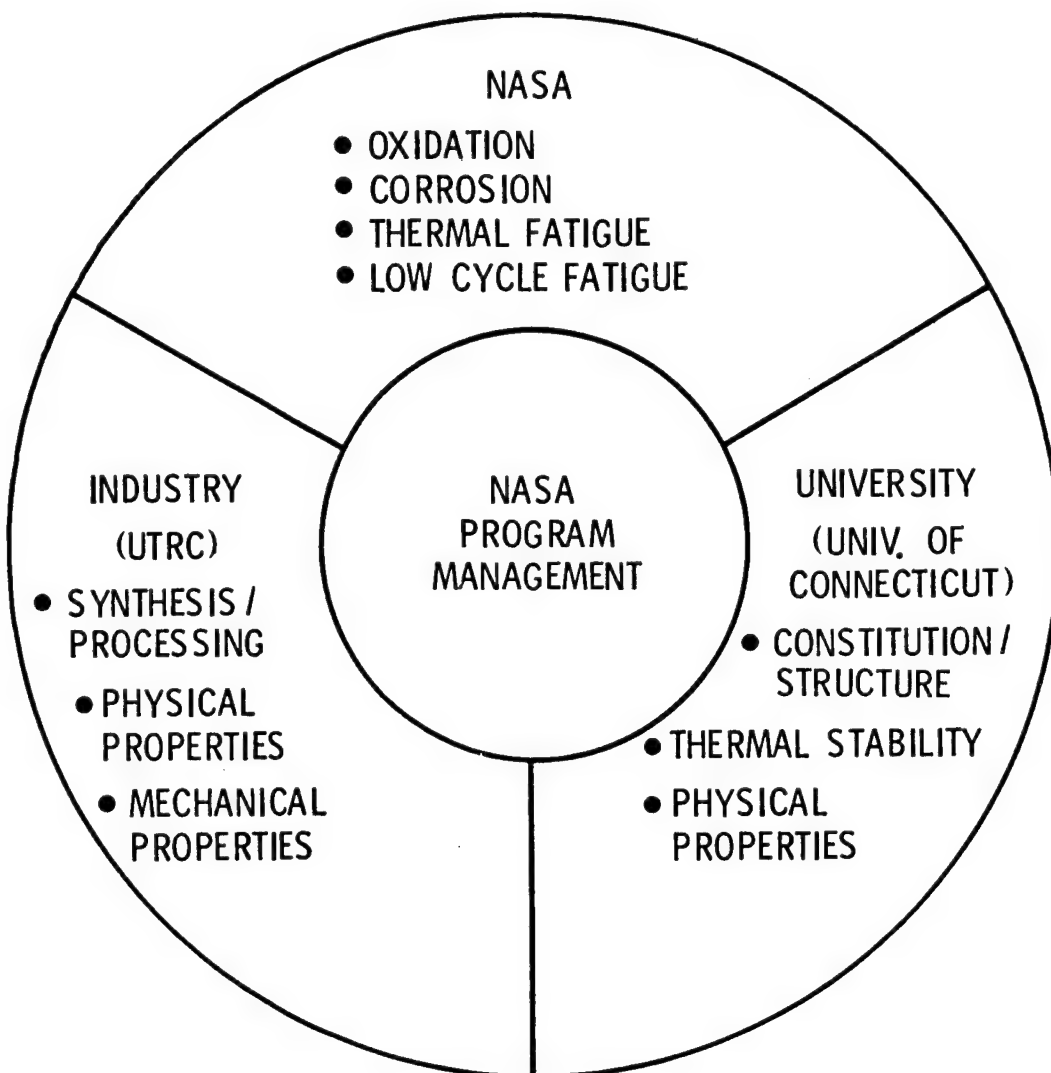 NASA
● OXIDATION
● CORROSION
● THERMAL FATIGUE
● LOW CYCLE FATIGUE
NASA
PROGRAM
MANAGEMENT
INDUSTRY
(UTRC)
● SYNTHESIS /
PROCESSING
● PHYSICAL
PROPERTIES
● MECHANICAL
PROPERTIES
UNIVERSITY
(UNIV. OF
CONNECTICUT)
● CONSTITUTION /
STRUCTURE
● THERMAL STABILITY
● PHYSICAL
PROPERTIES